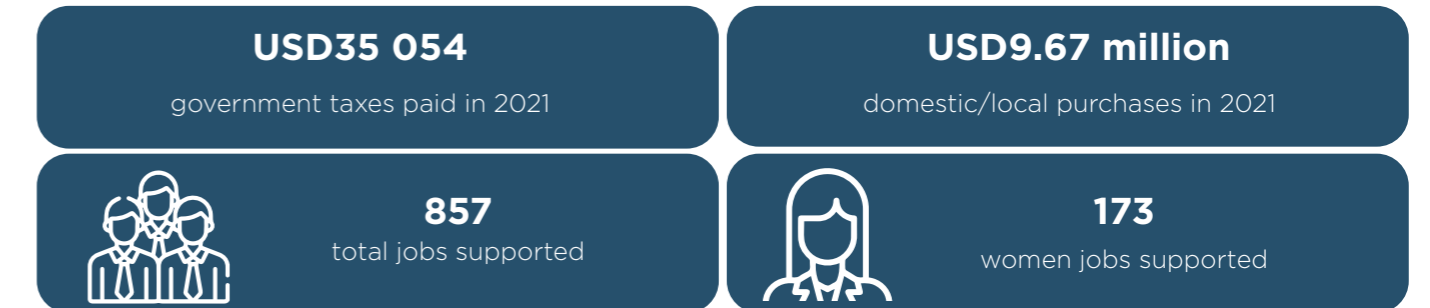 USD35 054
government taxes paid in 2021
USD9.67 million
domestic/local purchases in 2021
857
total jobs supported
173
women jobs supported